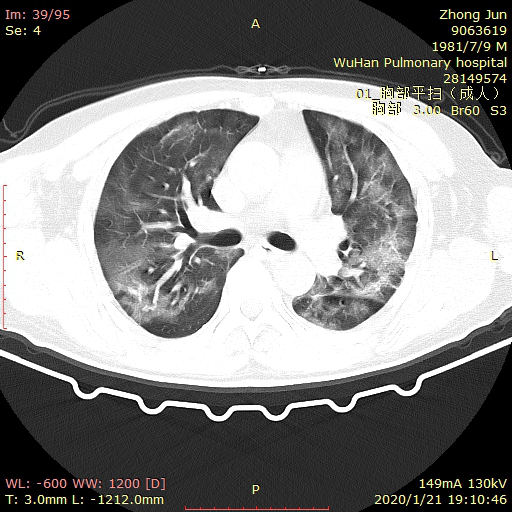 Im: 39/95
Se: 4
A
Zhong Jun
9063619
1981/7/9 M
WuHan Pulmonary hospital
28149574
01_胸部平扫（成人）
胸部 3.00 Br60 S3
R
L
WL: -600 WW: 1200 [D]
T: 3.0mm L: -1212.0mm
P
149mA 130kV
2020/1/21 19:10:46